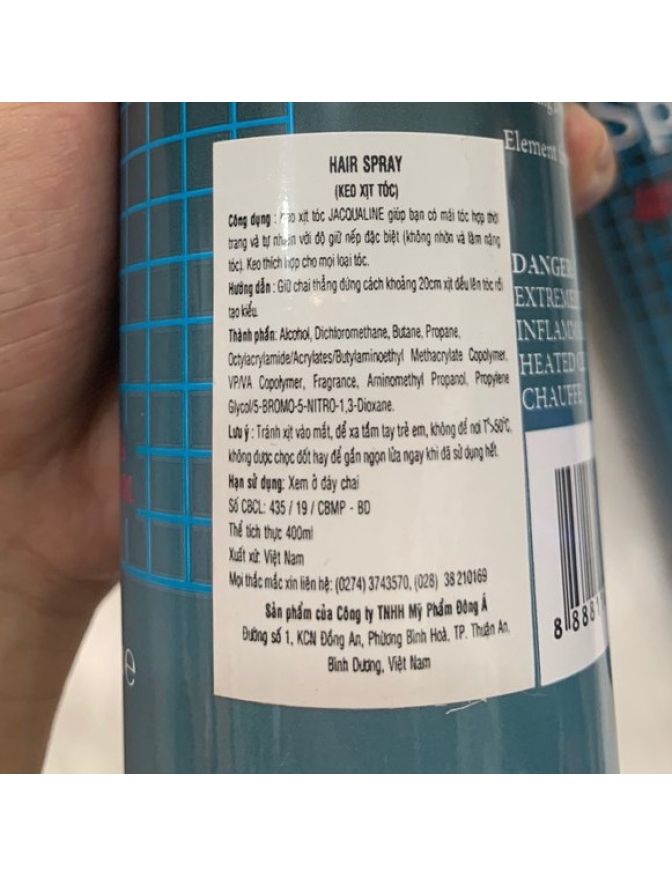 HAIR SPRAY
(KEO XỊT TÓC)
Công dụng : Keo xịt tóc JACQUALINE giúp bạn có mái tóc hợp thời
trang và tự nhiên với độ giữ nếp đặc biệt (không nhờn và làm nặng
tóc). Keo thích hợp cho mọi loại tóc.
Hướng dẫn : Giữ chai thẳng đứng cách khoảng 20cm xịt đều lên tóc rồi
tạo kiểu.
Thành phần: Alcohol, Dichloromethane, Butane, Propane,
Octylacrylamide/Acrylates/Butylaminoethyl Methacrylate Copolymer,
VP/VA Copolymer, Fragrance, Aminomethyl Propanol, Propylene
Glycol/5-BROMO-5-NITRO-1,3-Dioxane.
Lưu ý : Tránh xịt vào mắt, để xa tầm tay trẻ em, không để nơi T°>50°C,
không được chọc đốt hay để gần ngọn lửa ngay khi đã sử dụng hết.
Hạn sử dụng: Xem ở đáy chai
Số CBCL: 435 / 19 / CBMP - BD
Thể tích thực 400ml
Xuất xứ: Việt Nam
Mọi thắc mắc xin liên hệ: (0274) 3743570, (028) 38 210169
Sản phẩm của Công ty TNHH Mỹ Phẩm Đông Á
Đường số 1, KCN Đồng An, Phường Bình Hoà, TP. Thuận An,
Bình Dương, Việt Nam
Element
DANGER
EXTREME
INFLAMM
HEATED
CHAUFFE
8 888